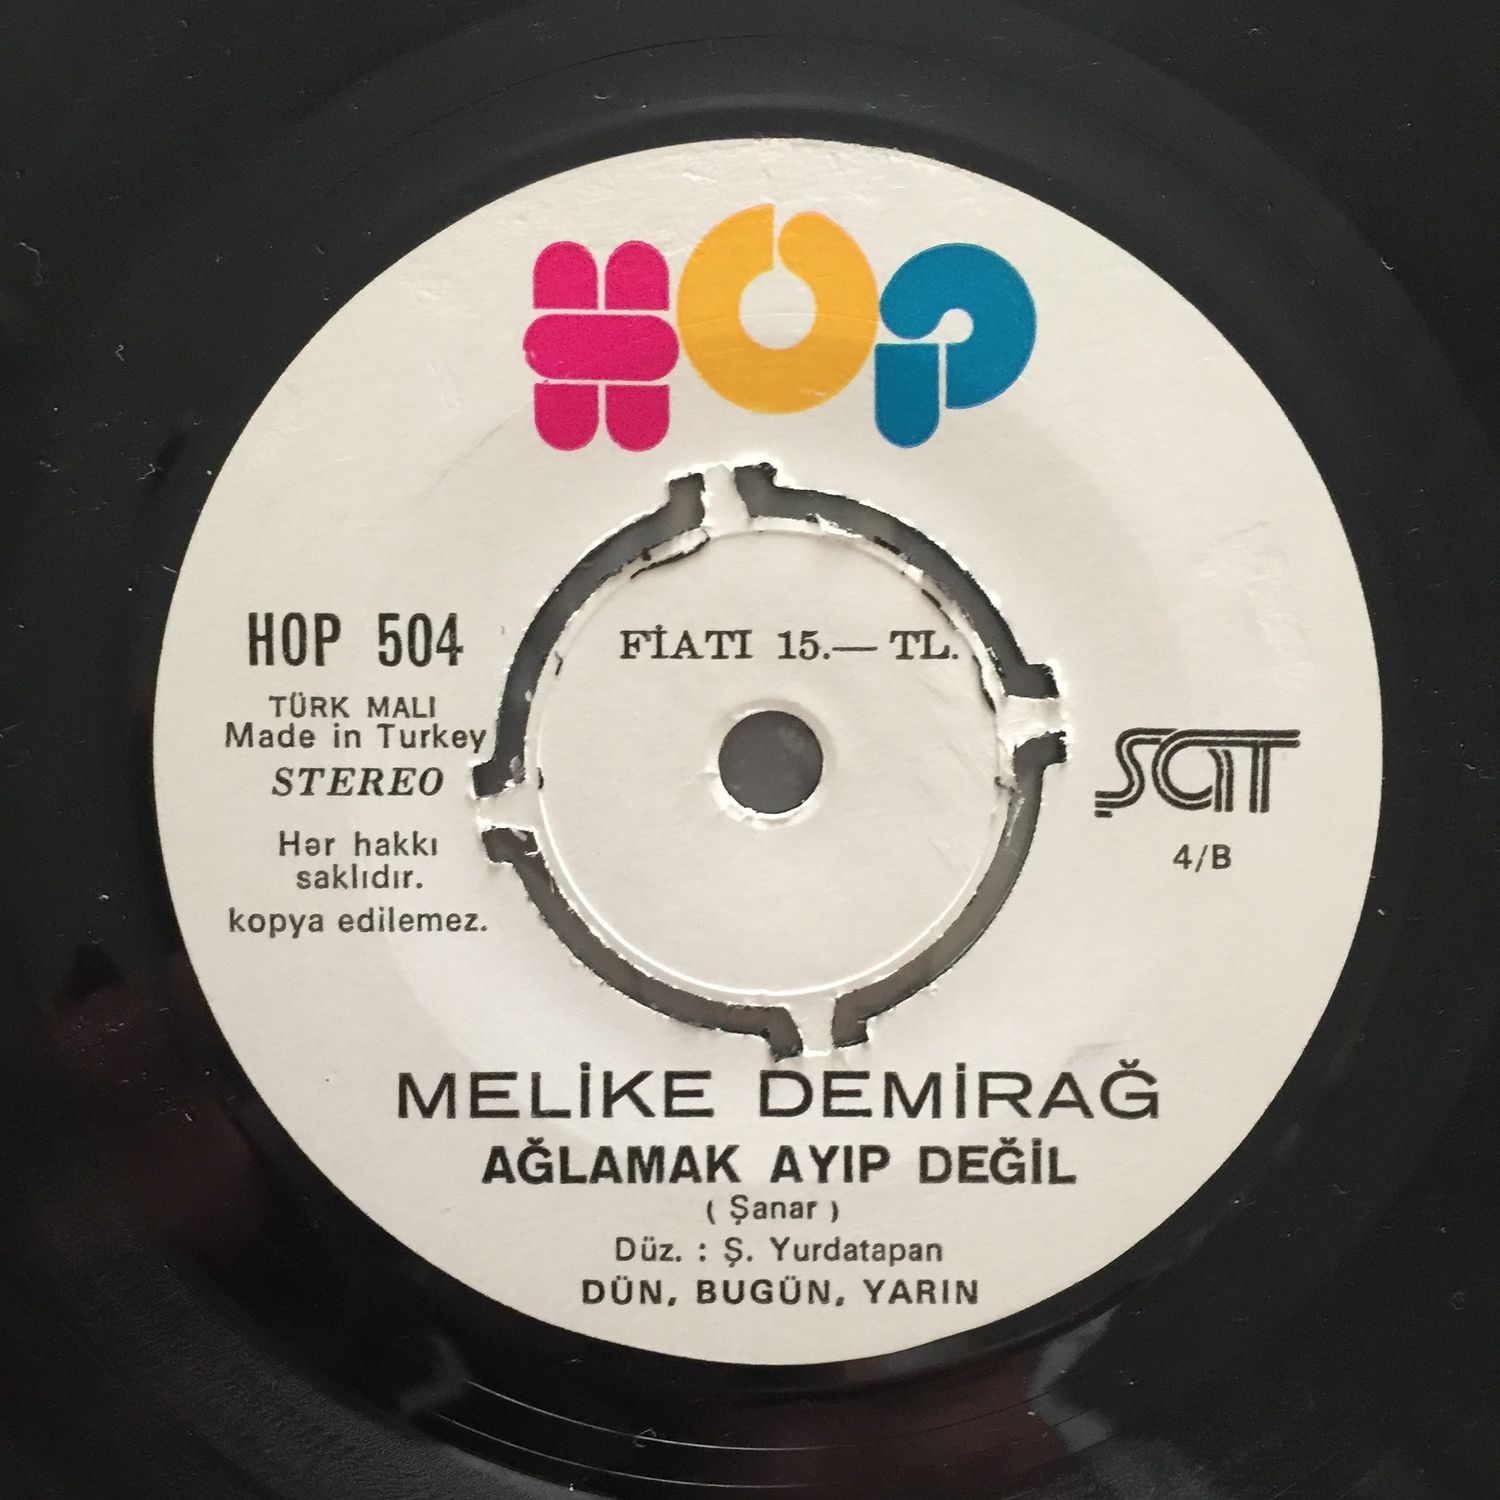 HOP
HOP 504
TÜRK MALI
Made in Turkey
STEREO
Hər hakkı
saklıdır.
kopya edilemez.
FİATI 15.— TL.
ŞAT
4/B
MELİKE DEMİRAĞ
AĞLAMAK AYIP DEĞİL
( Şanar )
Düz. : Ş. Yurdatapan
DÜN, BUGÜN, YARIN